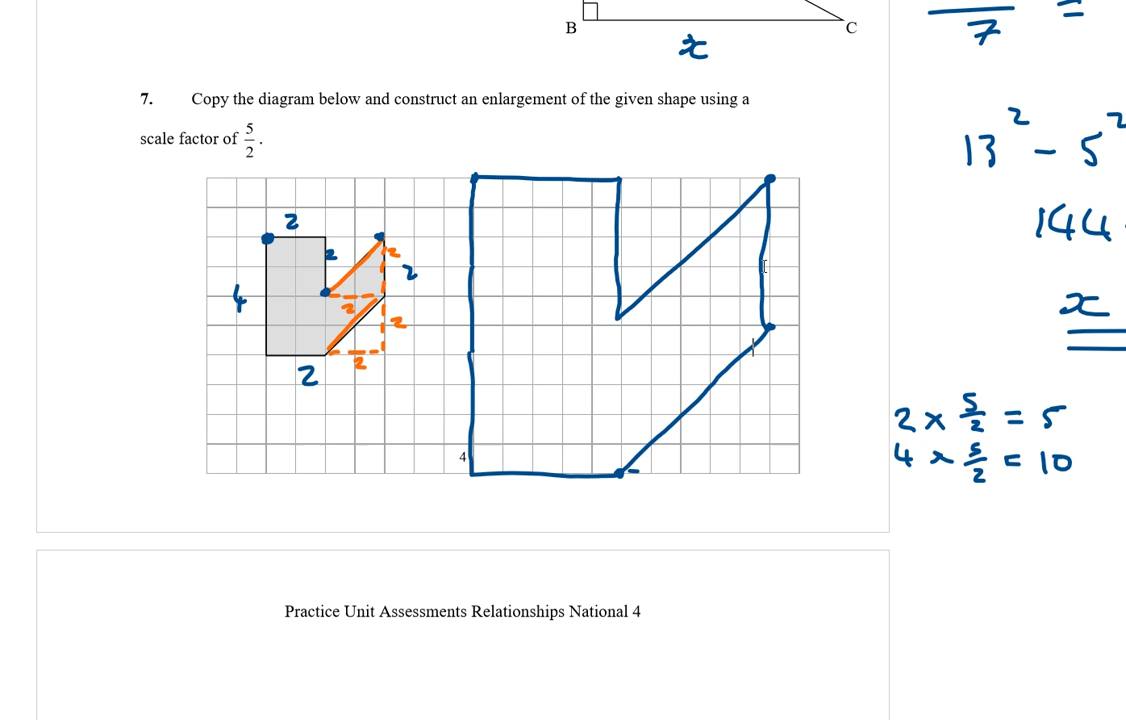 B
C
x
7
=
7. Copy the diagram below and construct an enlargement of the given shape using a
scale factor of 5/2 .
13² - 5²
144
x
2
2
2
2
4
2
2
2
2
4
2 × 5/2 = 5
4 × 5/2 = 10
Practice Unit Assessments Relationships National 4